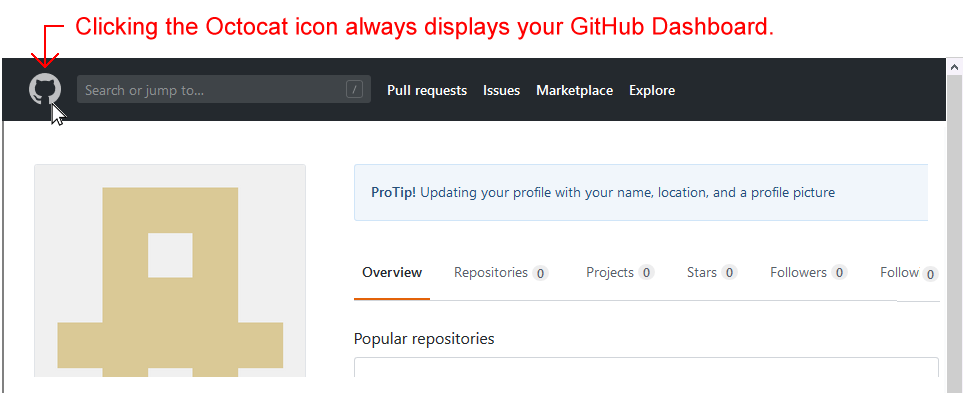 Clicking the Octocat icon always displays your GitHub Dashboard.
Search or jump to... / Pull requests Issues Marketplace Explore
ProTip! Updating your profile with your name, location, and a profile picture
Overview Repositories 0 Projects 0 Stars 0 Followers 0 Follow 0
Popular repositories